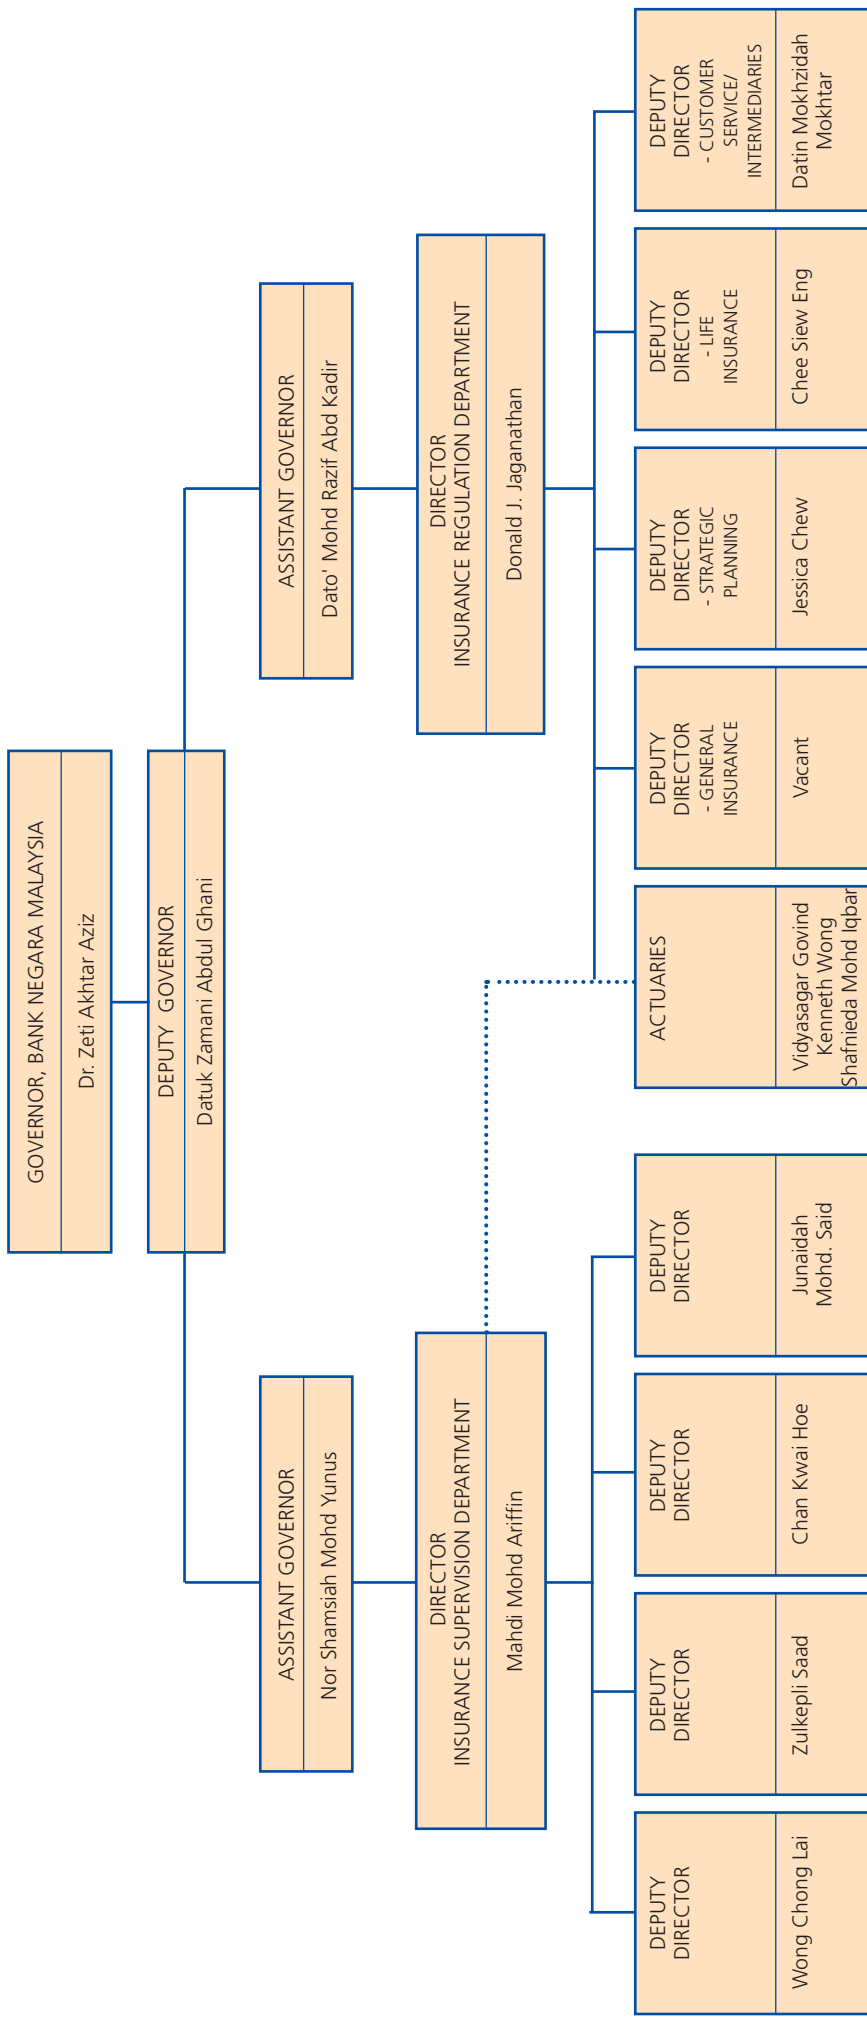 GOVERNOR, BANK NEGARA MALAYSIA
Dr. Zeti Akhtar Aziz
DEPUTY GOVERNOR
Datuk Zamani Abdul Ghani
ASSISTANT GOVERNOR
Nor Shamsiah Mohd Yunus
ASSISTANT GOVERNOR
Dato' Mohd Razif Abd Kadir
DIRECTOR
INSURANCE SUPERVISION DEPARTMENT
Mahdi Mohd Ariffin
DIRECTOR
INSURANCE REGULATION DEPARTMENT
Donald J. Jaganathan
DEPUTY
DIRECTOR
Wong Chong Lai
DEPUTY
DIRECTOR
Zulkepli Saad
DEPUTY
DIRECTOR
Chan Kwai Hoe
DEPUTY
DIRECTOR
Junaidah
Mohd. Said
ACTUARIES
Vidyasagar Govind
Kenneth Wong
Shafnieda Mohd Iqbar
DEPUTY
DIRECTOR
- GENERAL
INSURANCE
Vacant
DEPUTY
DIRECTOR
- STRATEGIC
PLANNING
Jessica Chew
DEPUTY
DIRECTOR
- LIFE
INSURANCE
Chee Siew Eng
DEPUTY
DIRECTOR
- CUSTOMER
SERVICE/
INTERMEDIARIES
Datin Mokhzidah
Mokhtar